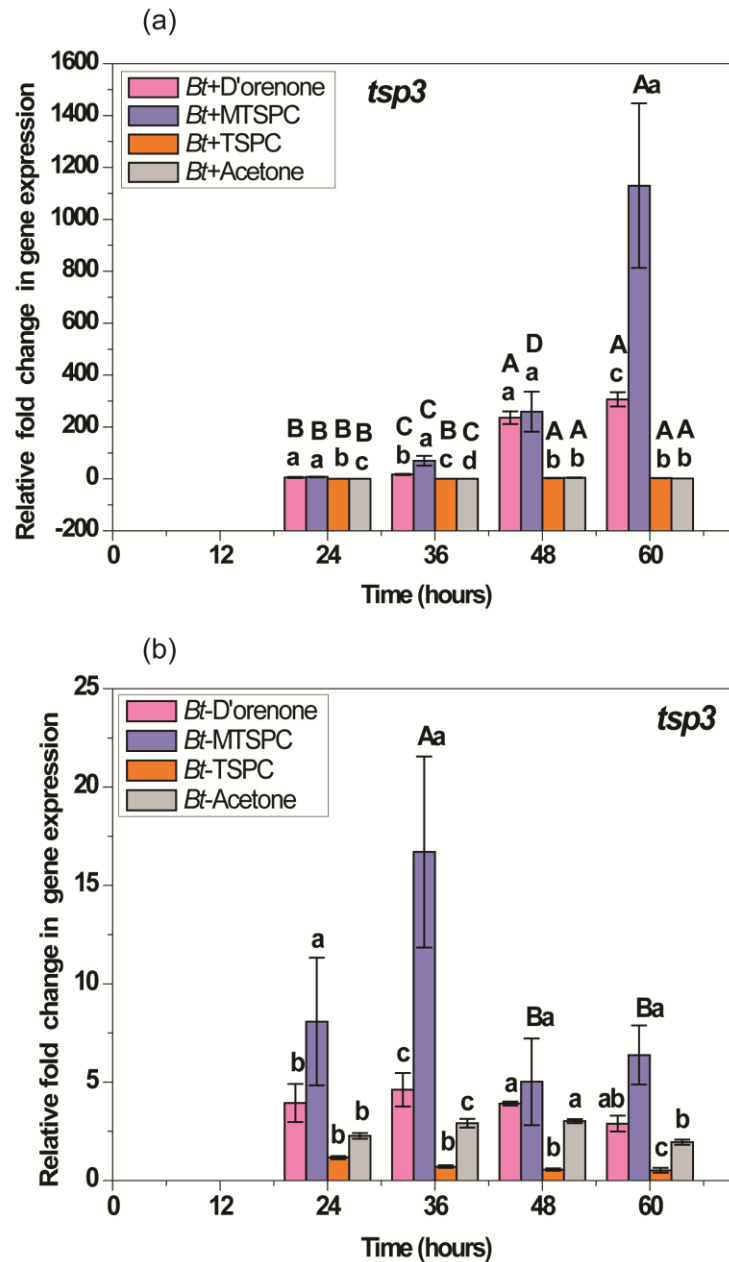 (a)
1600
1400
1200
1000
800
600
400
200
0
-200
Relative fold change in gene expression
Bt+D'orenone
Bt+MTSPC
Bt+TSPC
Bt+Acetone
tsp3
B B B B
a a b c
C C B C
b a c d
A D A A
a a b b
A Aa A A
c b b
0 12 24 36 48 60
Time (hours)
(b)
25
20
15
10
5
0
Relative fold change in gene expression
Bt-D'orenone
Bt-MTSPC
Bt-TSPC
Bt-Acetone
tsp3
b a b b
c Aa b c
a Ba b a
ab Ba c b
0 12 24 36 48 60
Time (hours)